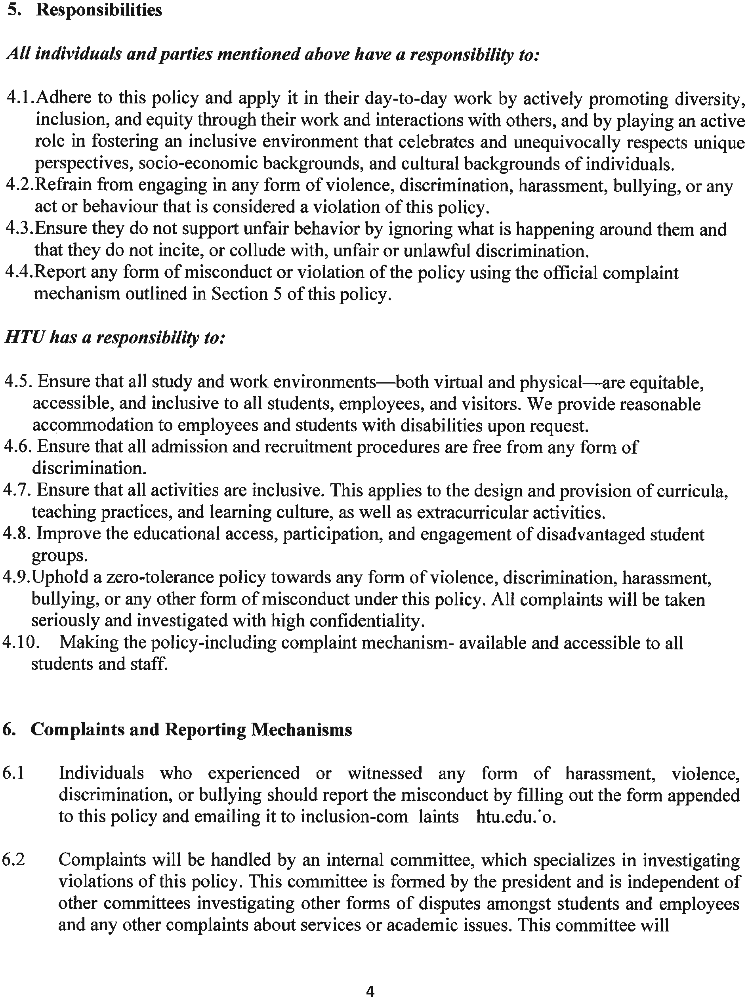 5. Responsibilities
All individuals and parties mentioned above have a responsibility to:
4.1.Adhere to this policy and apply it in their day-to-day work by actively promoting diversity,
inclusion, and equity through their work and interactions with others, and by playing an active
role in fostering an inclusive environment that celebrates and unequivocally respects unique
perspectives, socio-economic backgrounds, and cultural backgrounds of individuals.
4.2.Refrain from engaging in any form of violence, discrimination, harassment, bullying, or any
act or behaviour that is considered a violation of this policy.
4.3.Ensure they do not support unfair behavior by ignoring what is happening around them and
that they do not incite, or collude with, unfair or unlawful discrimination.
4.4.Report any form of misconduct or violation of the policy using the official complaint
mechanism outlined in Section 5 of this policy.
HTU has a responsibility to:
4.5. Ensure that all study and work environments—both virtual and physical—are equitable,
accessible, and inclusive to all students, employees, and visitors. We provide reasonable
accommodation to employees and students with disabilities upon request.
4.6. Ensure that all admission and recruitment procedures are free from any form of
discrimination.
4.7. Ensure that all activities are inclusive. This applies to the design and provision of curricula,
teaching practices, and learning culture, as well as extracurricular activities.
4.8. Improve the educational access, participation, and engagement of disadvantaged student
groups.
4.9.Uphold a zero-tolerance policy towards any form of violence, discrimination, harassment,
bullying, or any other form of misconduct under this policy. All complaints will be taken
seriously and investigated with high confidentiality.
4.10. Making the policy-including complaint mechanism- available and accessible to all
students and staff.
6. Complaints and Reporting Mechanisms
6.1 Individuals who experienced or witnessed any form of harassment, violence,
discrimination, or bullying should report the misconduct by filling out the form appended
to this policy and emailing it to inclusion-com laints htu.edu.˙o.
6.2 Complaints will be handled by an internal committee, which specializes in investigating
violations of this policy. This committee is formed by the president and is independent of
other committees investigating other forms of disputes amongst students and employees
and any other complaints about services or academic issues. This committee will
4